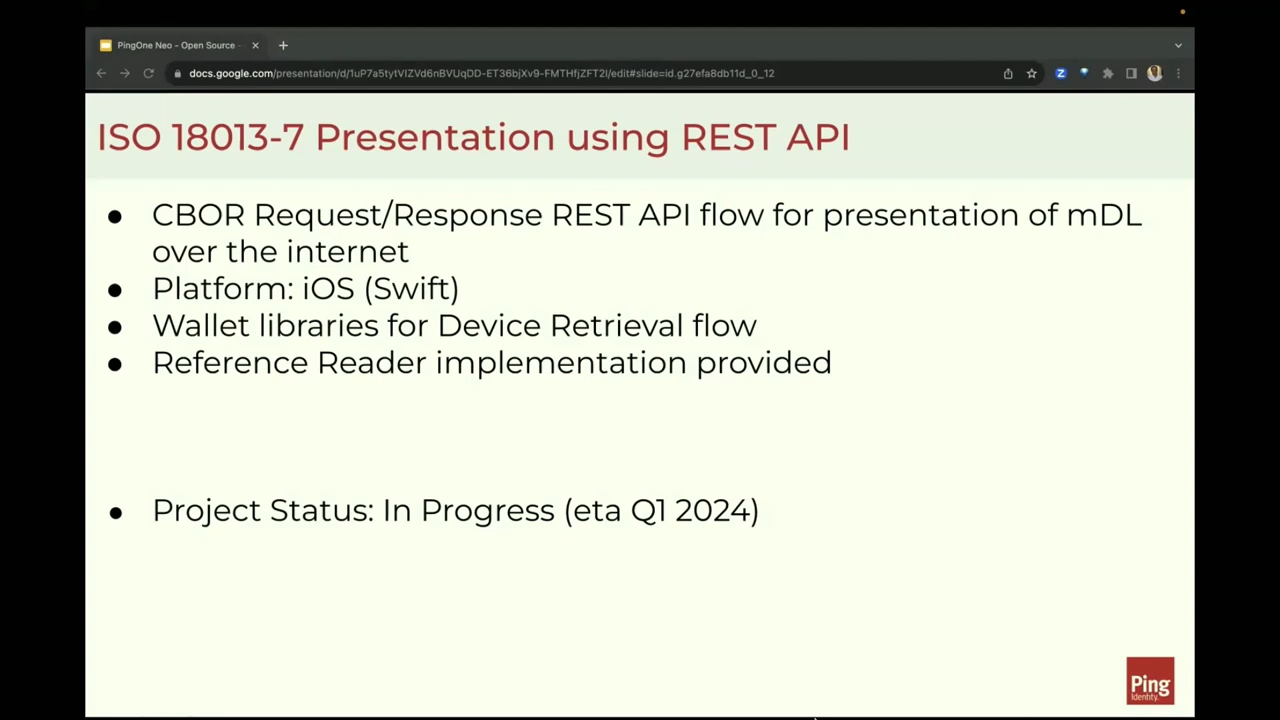 PingOne Neo - Open Source -
docs.google.com/presentation/d/1uP7a5tytVIZVd6nBVUqDD-ET36bjXv9-FMTHfjZFT2I/edit#slide=id.g27efa8db11d_0_12
ISO 18013-7 Presentation using REST API
● CBOR Request/Response REST API flow for presentation of mDL
over the internet
● Platform: iOS (Swift)
● Wallet libraries for Device Retrieval flow
● Reference Reader implementation provided
● Project Status: In Progress (eta Q1 2024)
Ping
Identity.